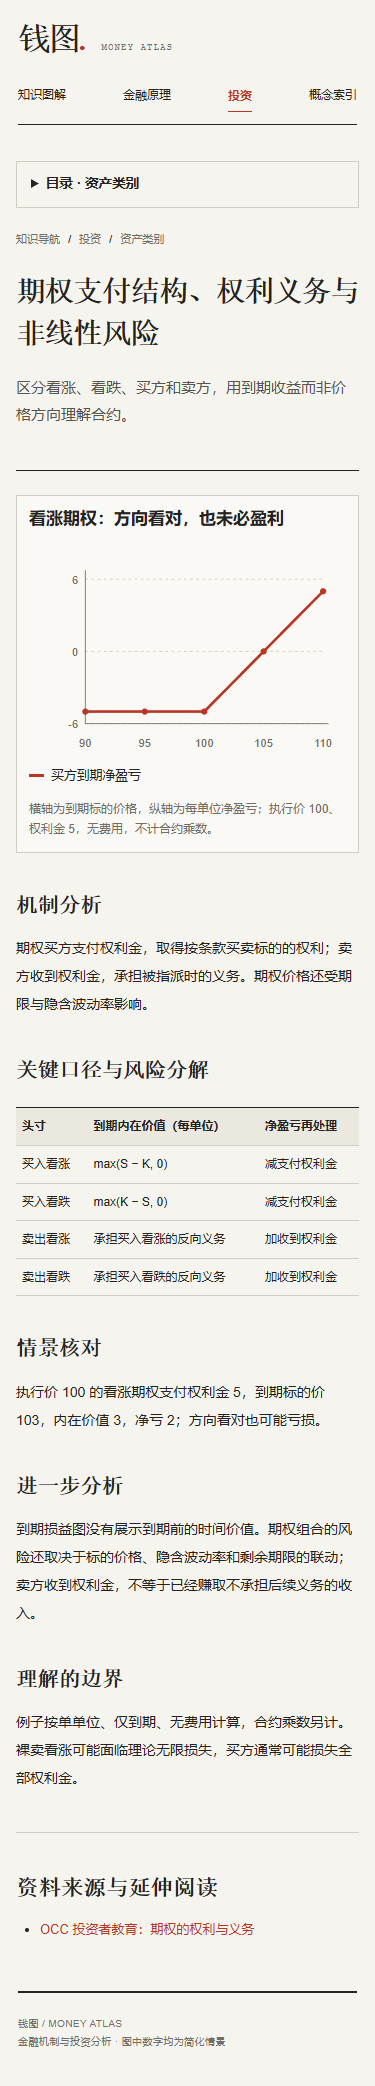 钱图. MONEY ATLAS
知识图解 金融原理 投资 概念索引
▶ 目录 · 资产类别
知识导航 / 投资 / 资产类别
期权支付结构、权利义务与
非线性风险
区分看涨、看跌、买方和卖方，用到期收益而非价
格方向理解合约。
看涨期权：方向看对，也未必盈利
6
0
-6
90 95 100 105 110
买方到期净盈亏
横轴为到期标的价格，纵轴为每单位净盈亏；执行价 100、
权利金 5，无费用，不计合约乘数。
机制分析
期权买方支付权利金，取得按条款买卖标的的权利；卖
方收到权利金，承担被指派时的义务。期权价格还受期
限与隐含波动率影响。
关键口径与风险分解
头寸 到期内在价值（每单位） 净盈亏再处理
买入看涨 max(S − K, 0) 减支付权利金
买入看跌 max(K − S, 0) 减支付权利金
卖出看涨 承担买入看涨的反向义务 加收到权利金
卖出看跌 承担买入看跌的反向义务 加收到权利金
情景核对
执行价 100 的看涨期权支付权利金 5，到期标的价
103，内在价值 3，净亏 2；方向看对也可能亏损。
进一步分析
到期损益图没有展示到期前的时间价值。期权组合的风
险还取决于标的价格、隐含波动率和剩余期限的联动；
卖方收到权利金，不等于已经赚取不承担后续义务的收
入。
理解的边界
例子按单单位、仅到期、无费用计算，合约乘数另计。
裸卖看涨可能面临理论无限损失，买方通常可能损失全
部权利金。
资料来源与延伸阅读
• OCC 投资者教育：期权的权利与义务
钱图 / MONEY ATLAS
金融机制与投资分析 · 图中数字均为简化情景